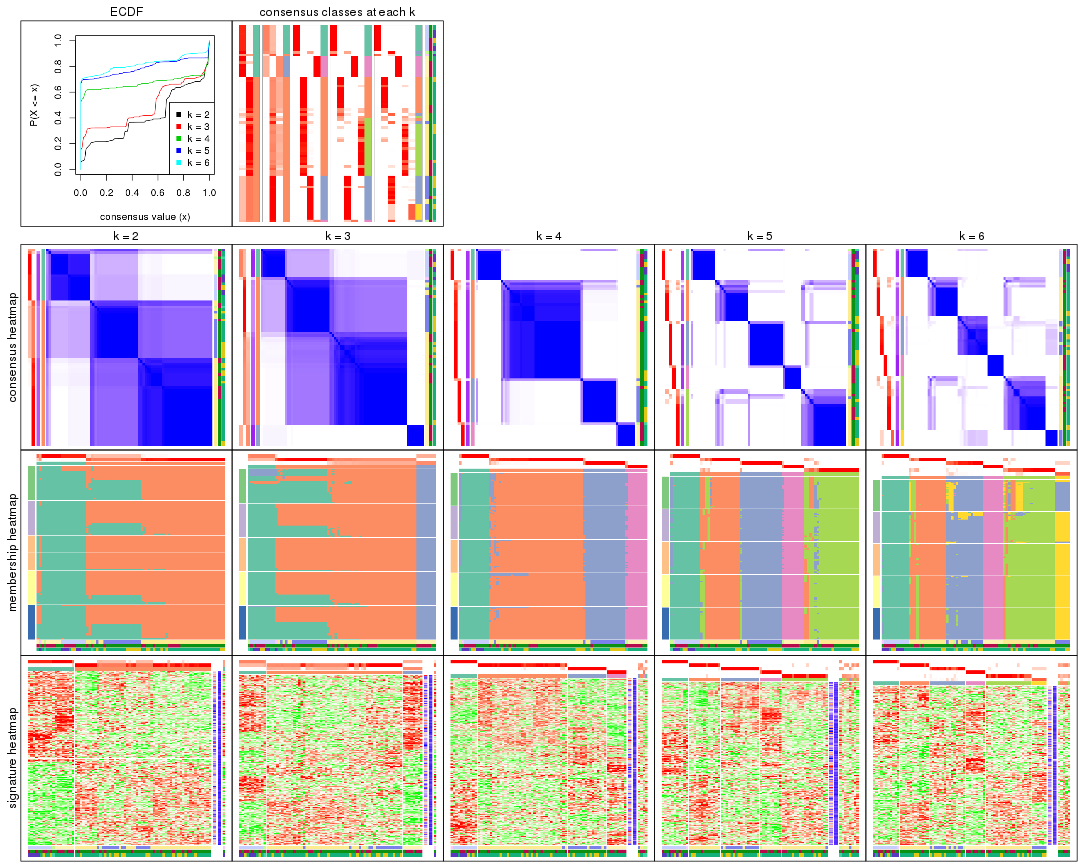 ECDF
consensus classes at each k
P(X <= x)
1.0
0.8
0.6
0.4
0.2
0.0
k = 2
k = 3
k = 4
k = 5
k = 6
0.0 0.2 0.4 0.6 0.8 1.0
consensus value (x)
k = 2
k = 3
k = 4
k = 5
k = 6
consensus heatmap
membership heatmap
signature heatmap